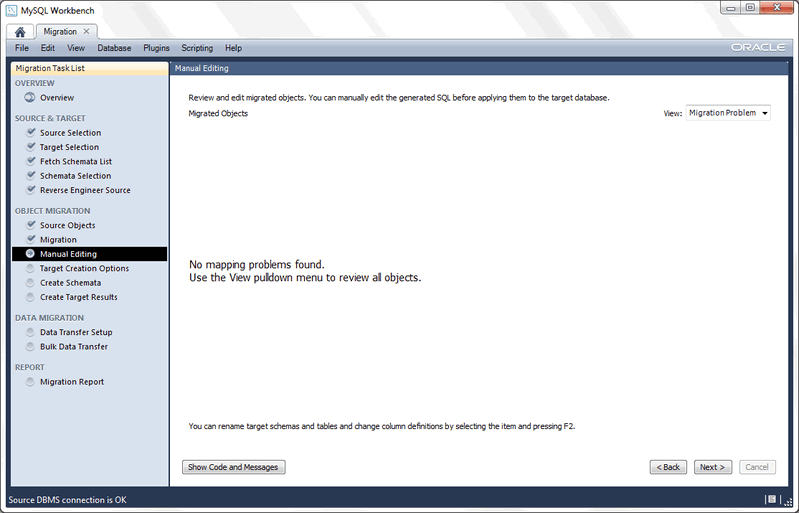 MySQL Workbench
Migration
File Edit View Database Plugins Scripting Help
ORACLE
Migration Task List
OVERVIEW
Overview
SOURCE & TARGET
Source Selection
Target Selection
Fetch Schemata List
Schemata Selection
Reverse Engineer Source
OBJECT MIGRATION
Source Objects
Migration
Manual Editing
Target Creation Options
Create Schemata
Create Target Results
DATA MIGRATION
Data Transfer Setup
Bulk Data Transfer
REPORT
Migration Report
Manual Editing
Review and edit migrated objects. You can manually edit the generated SQL before applying them to the target database.
Migrated Objects
View: Migration Problem
No mapping problems found.
Use the View pulldown menu to review all objects.
You can rename target schemas and tables and change column definitions by selecting the item and pressing F2.
Show Code and Messages
< Back Next > Cancel
Source DBMS connection is OK